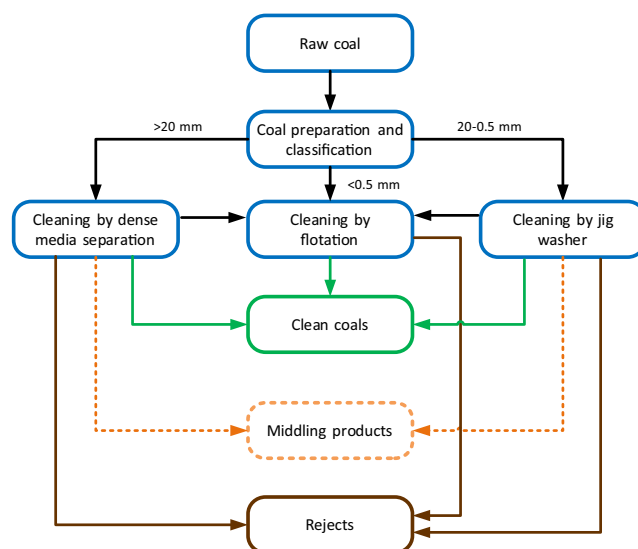 Raw coal
>20 mm
Coal preparation and
classification
20-0.5 mm
<0.5 mm
Cleaning by dense
media separation
Cleaning by
flotation
Cleaning by jig
washer
Clean coals
Middling products
Rejects